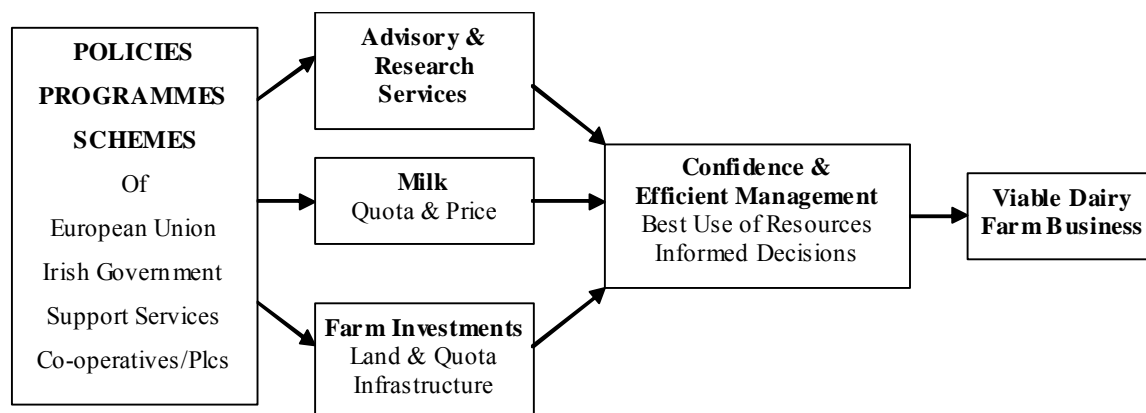 POLICIES
PROGRAMMES
SCHEMES
Of
European Union
Irish Government
Support Services
Co-operatives/Plcs
Advisory &
Research
Services
Milk
Quota & Price
Farm Investments
Land & Quota
Infrastructure
Confidence &
Efficient Management
Best Use of Resources
Informed Decisions
Viable Dairy
Farm Business